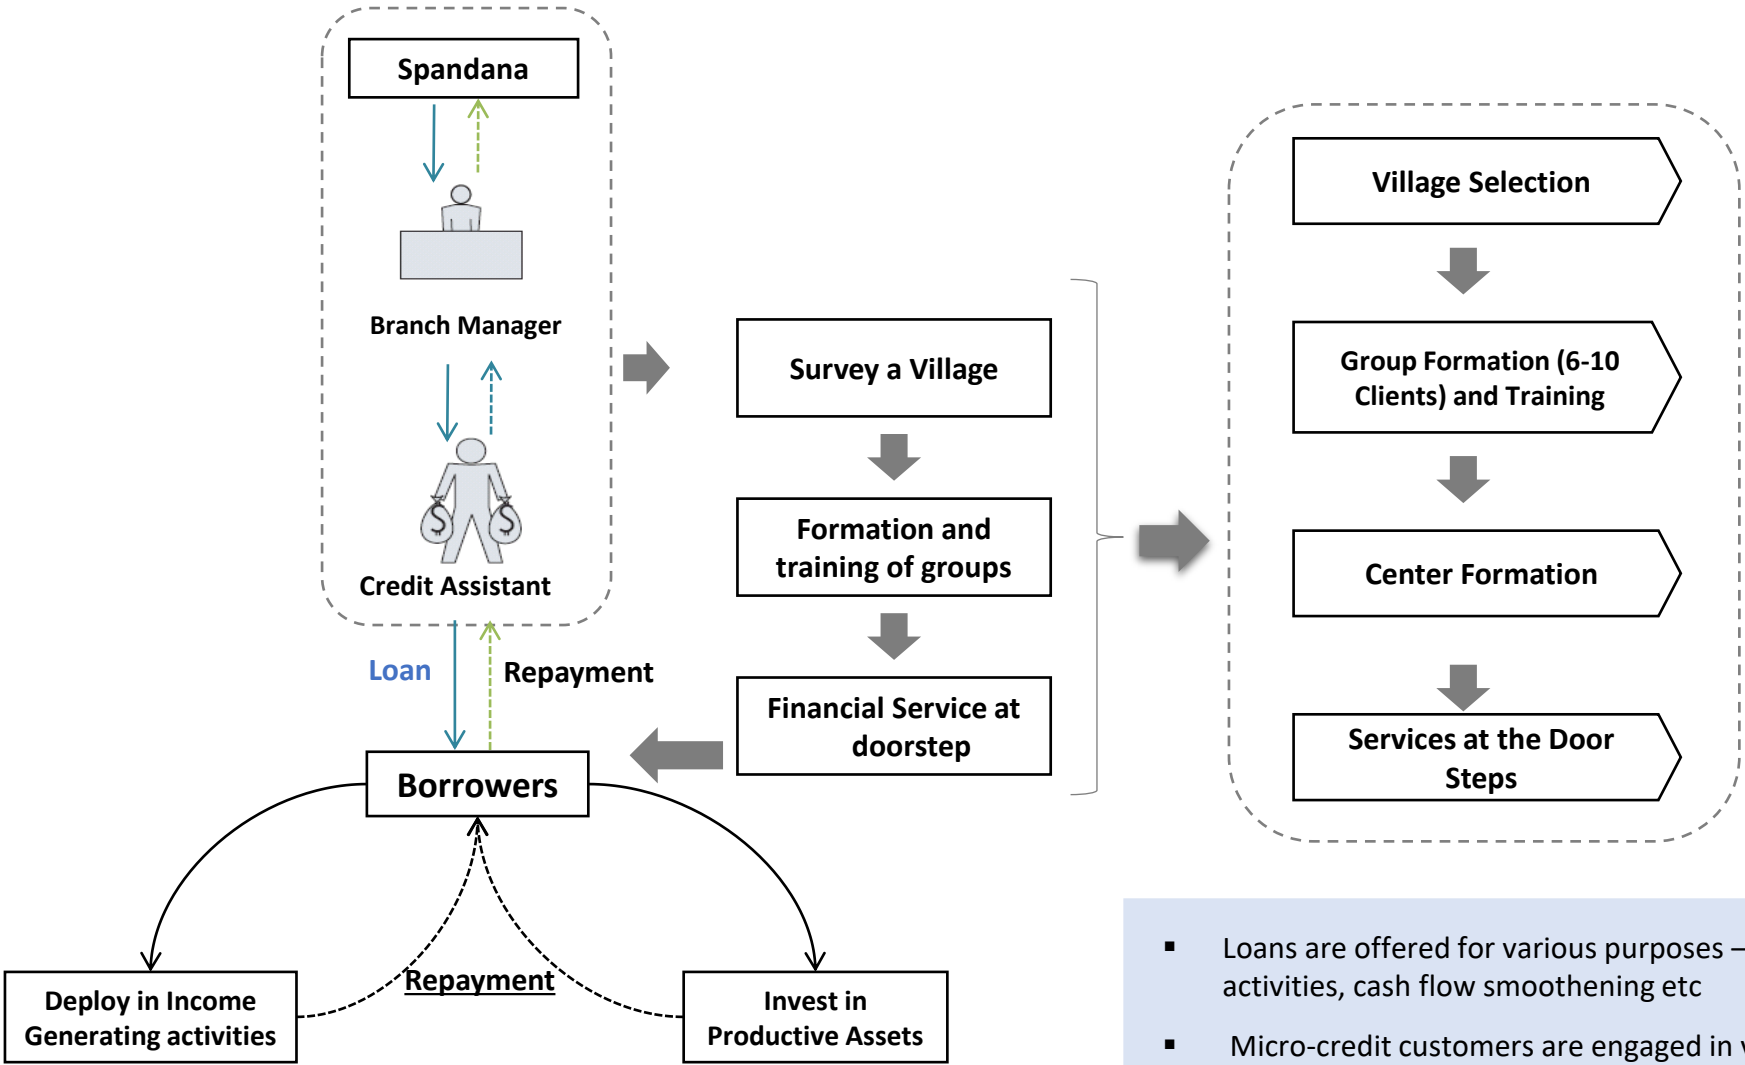 Spandana
Branch Manager
Credit Assistant
Loan
Repayment
Borrowers
Repayment
Deploy in Income
Generating activities
Invest in
Productive Assets
Survey a Village
Formation and
training of groups
Financial Service at
doorstep
Village Selection
Group Formation (6-10
Clients) and Training
Center Formation
Services at the Door
Steps
▪ Loans are offered for various purposes –
activities, cash flow smoothening etc
▪ Micro-credit customers are engaged in